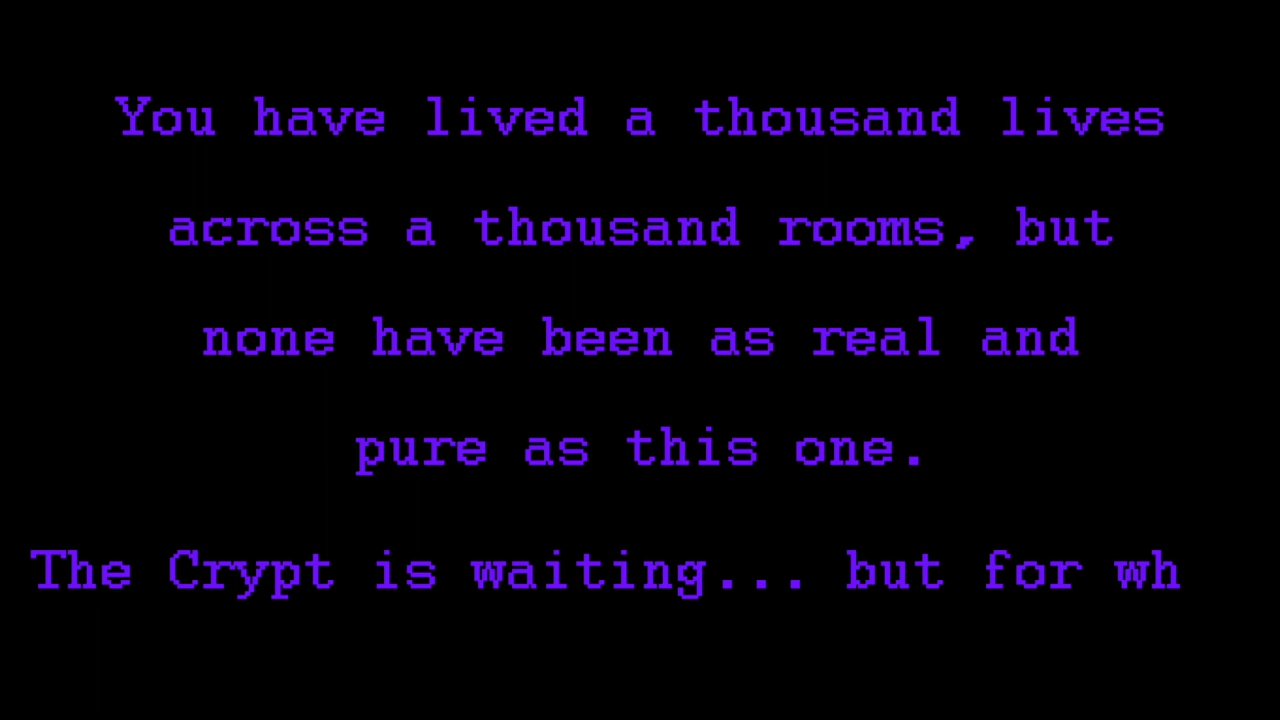 You have lived a thousand lives
across a thousand rooms, but
none have been as real and
pure as this one.
The Crypt is waiting... but for wh